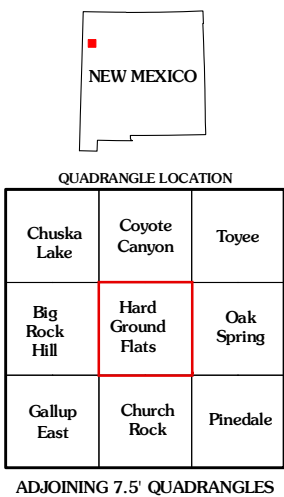 NEW MEXICO
QUADRANGLE LOCATION
Chuska
Lake
Coyote
Canyon
Toyee
Big
Rock
Hill
Hard
Ground
Flats
Oak
Spring
Gallup
East
Church
Rock
Pinedale
ADJOINING 7.5' QUADRANGLES